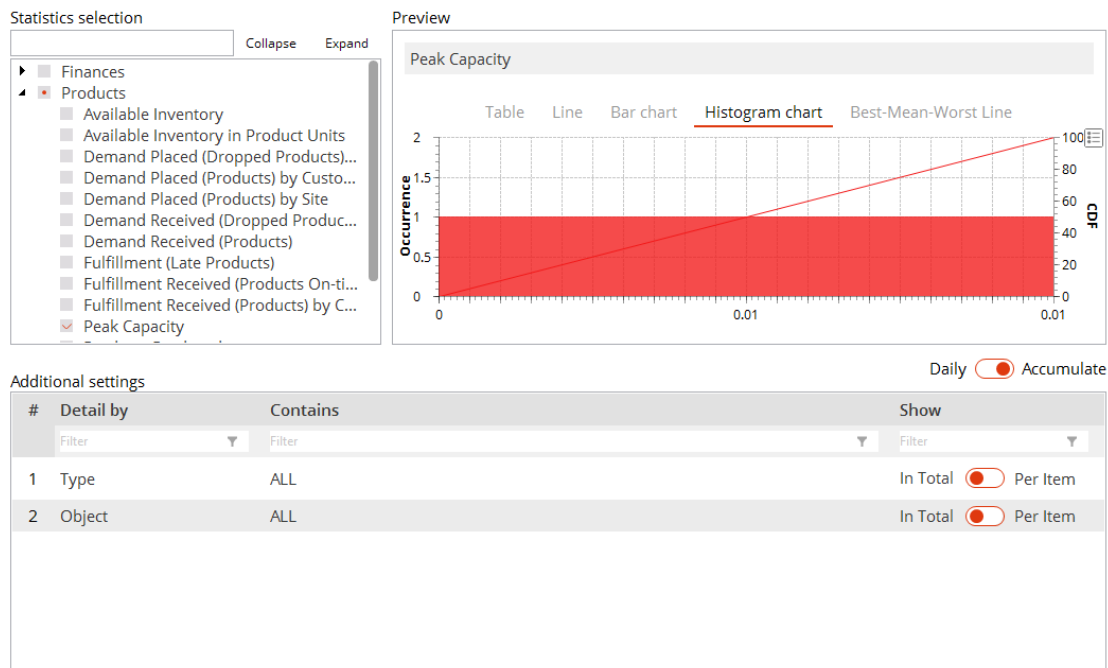 Statistics selection
Collapse Expand
Finances
Products
Available Inventory
Available Inventory in Product Units
Demand Placed (Dropped Products)...
Demand Placed (Products) by Custo...
Demand Placed (Products) by Site
Demand Received (Dropped Produc...
Demand Received (Products)
Fulfillment (Late Products)
Fulfillment Received (Products On-ti...
Fulfillment Received (Products) by C...
Peak Capacity
Preview
Peak Capacity
Table Line Bar chart Histogram chart Best-Mean-Worst Line
Occurrence
2
1.5
1
0.5
0
0 0.01 0.01
100
80
60
40
20
0
CDF
Daily Accumulate
Additional settings
# Detail by Contains Show
Filter Filter Filter
1 Type ALL In Total Per Item
2 Object ALL In Total Per Item